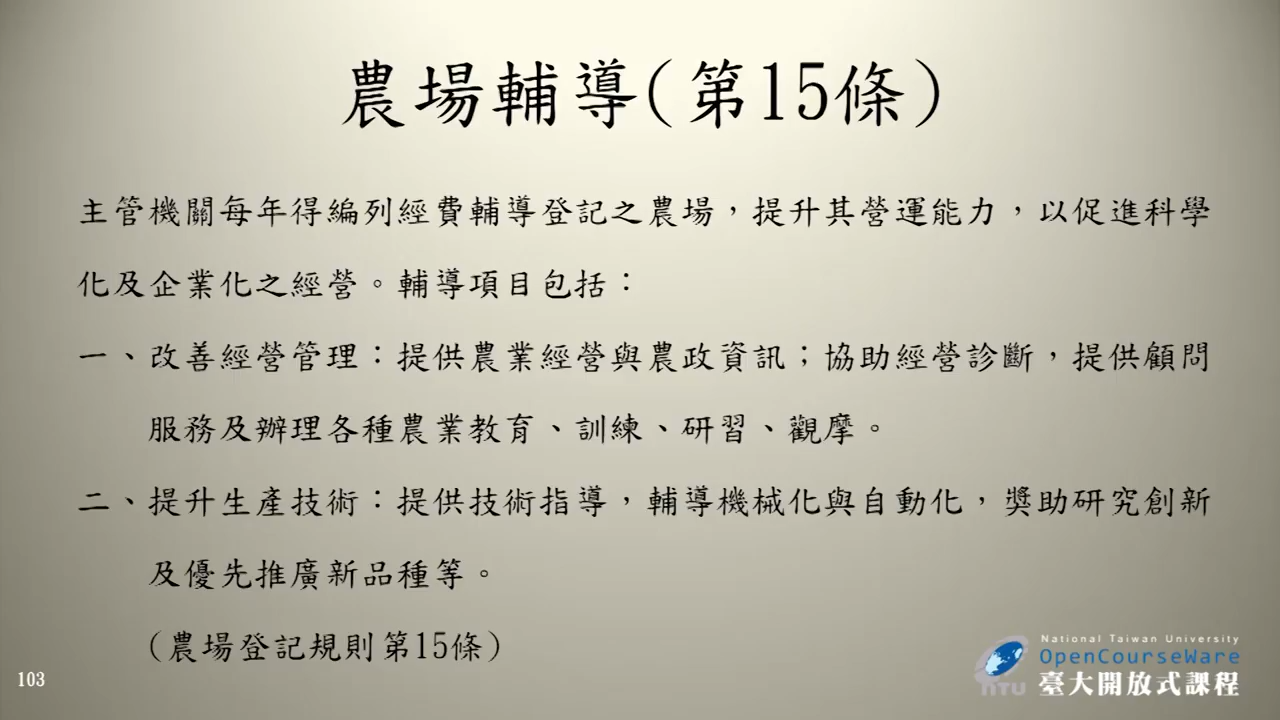 農場輔導(第15條)
主管機關每年得編列經費輔導登記之農場，提升其營運能力，以促進科學
化及企業化之經營。輔導項目包括：
一、改善經營管理：提供農業經營與農政資訊；協助經營診斷，提供顧問
服務及辦理各種農業教育、訓練、研習、觀摩。
二、提升生產技術：提供技術指導，輔導機械化與自動化，獎助研究創新
及優先推廣新品種等。
(農場登記規則第15條)
103
National Taiwan University
OpenCourseWare
NTU
臺大開放式課程